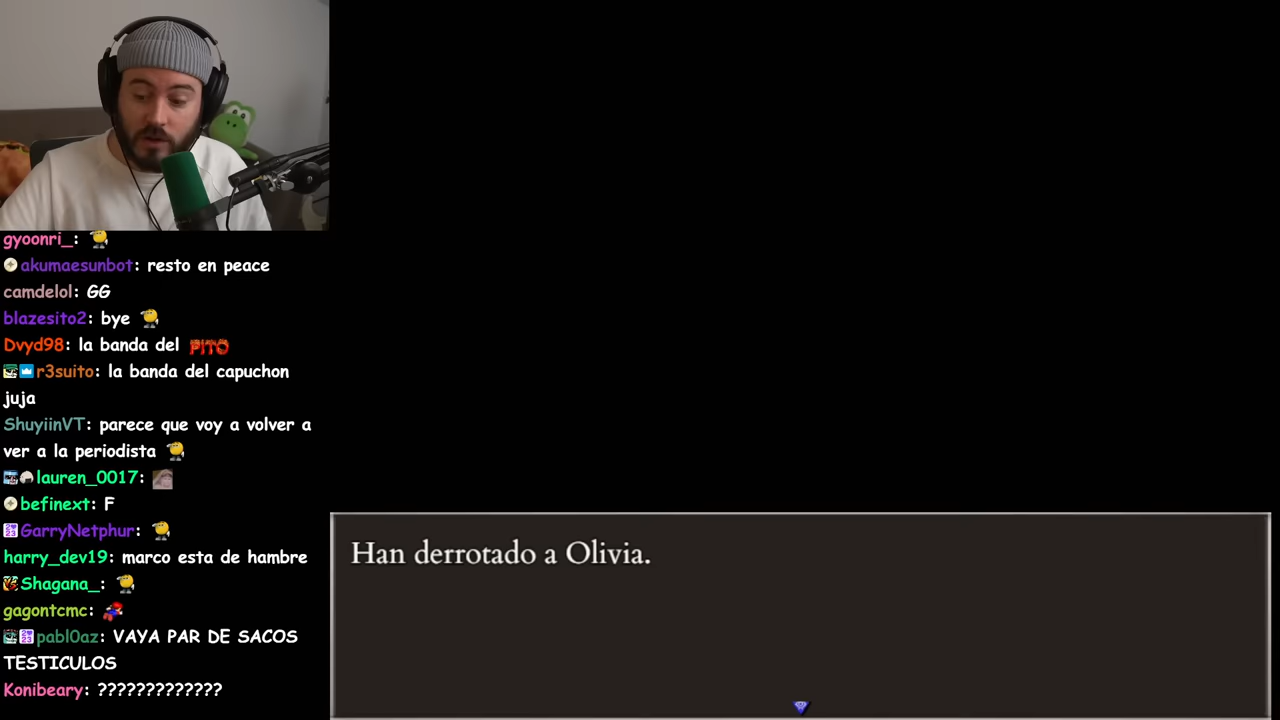 gyoonri_:
akumaesunbot: resto en peace
camdelol: GG
blazesito2: bye
Dvyd98: la banda del PITO
r3suito: la banda del capuchon
juja
ShuyiinVT: parece que voy a volver a
ver a la periodista
lauren_0017:
befinext: F
GarryNetphur:
harry_dev19: marco esta de hambre
Shagana_:
gagontcmc:
pabl0az: VAYA PAR DE SACOS
TESTICULOS
Konibeary: ?????????????
Han derrotado a Olivia.